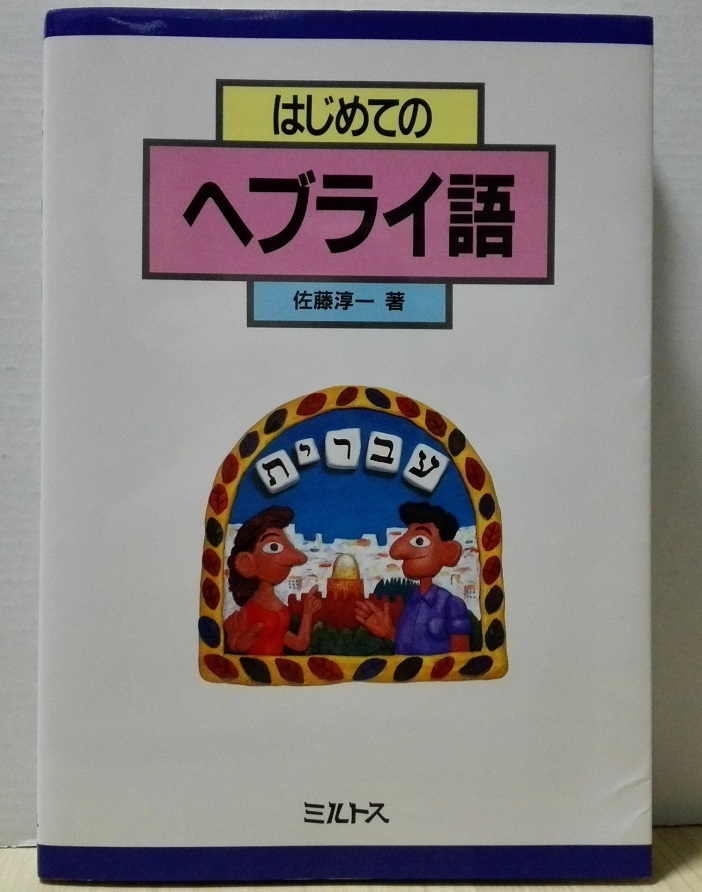 はじめての
ヘブライ語
佐藤淳一 著
עברית
ミルトス